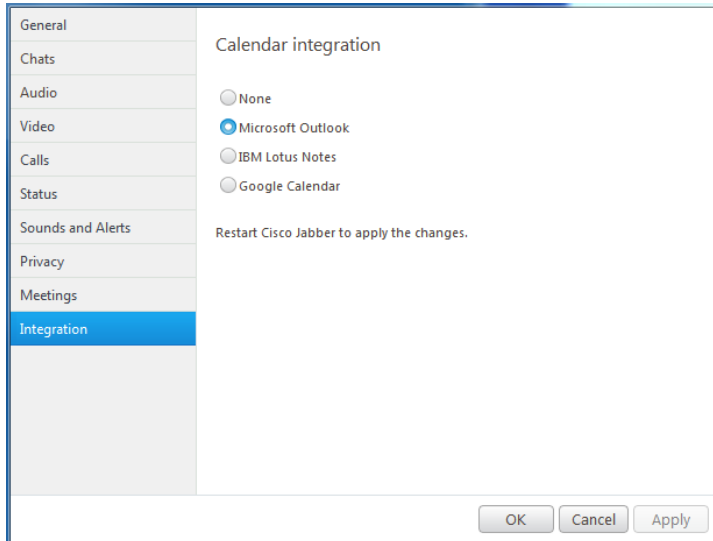 General
Chats
Audio
Video
Calls
Status
Sounds and Alerts
Privacy
Meetings
Integration
Calendar integration
None
Microsoft Outlook
IBM Lotus Notes
Google Calendar
Restart Cisco Jabber to apply the changes.
OK
Cancel
Apply